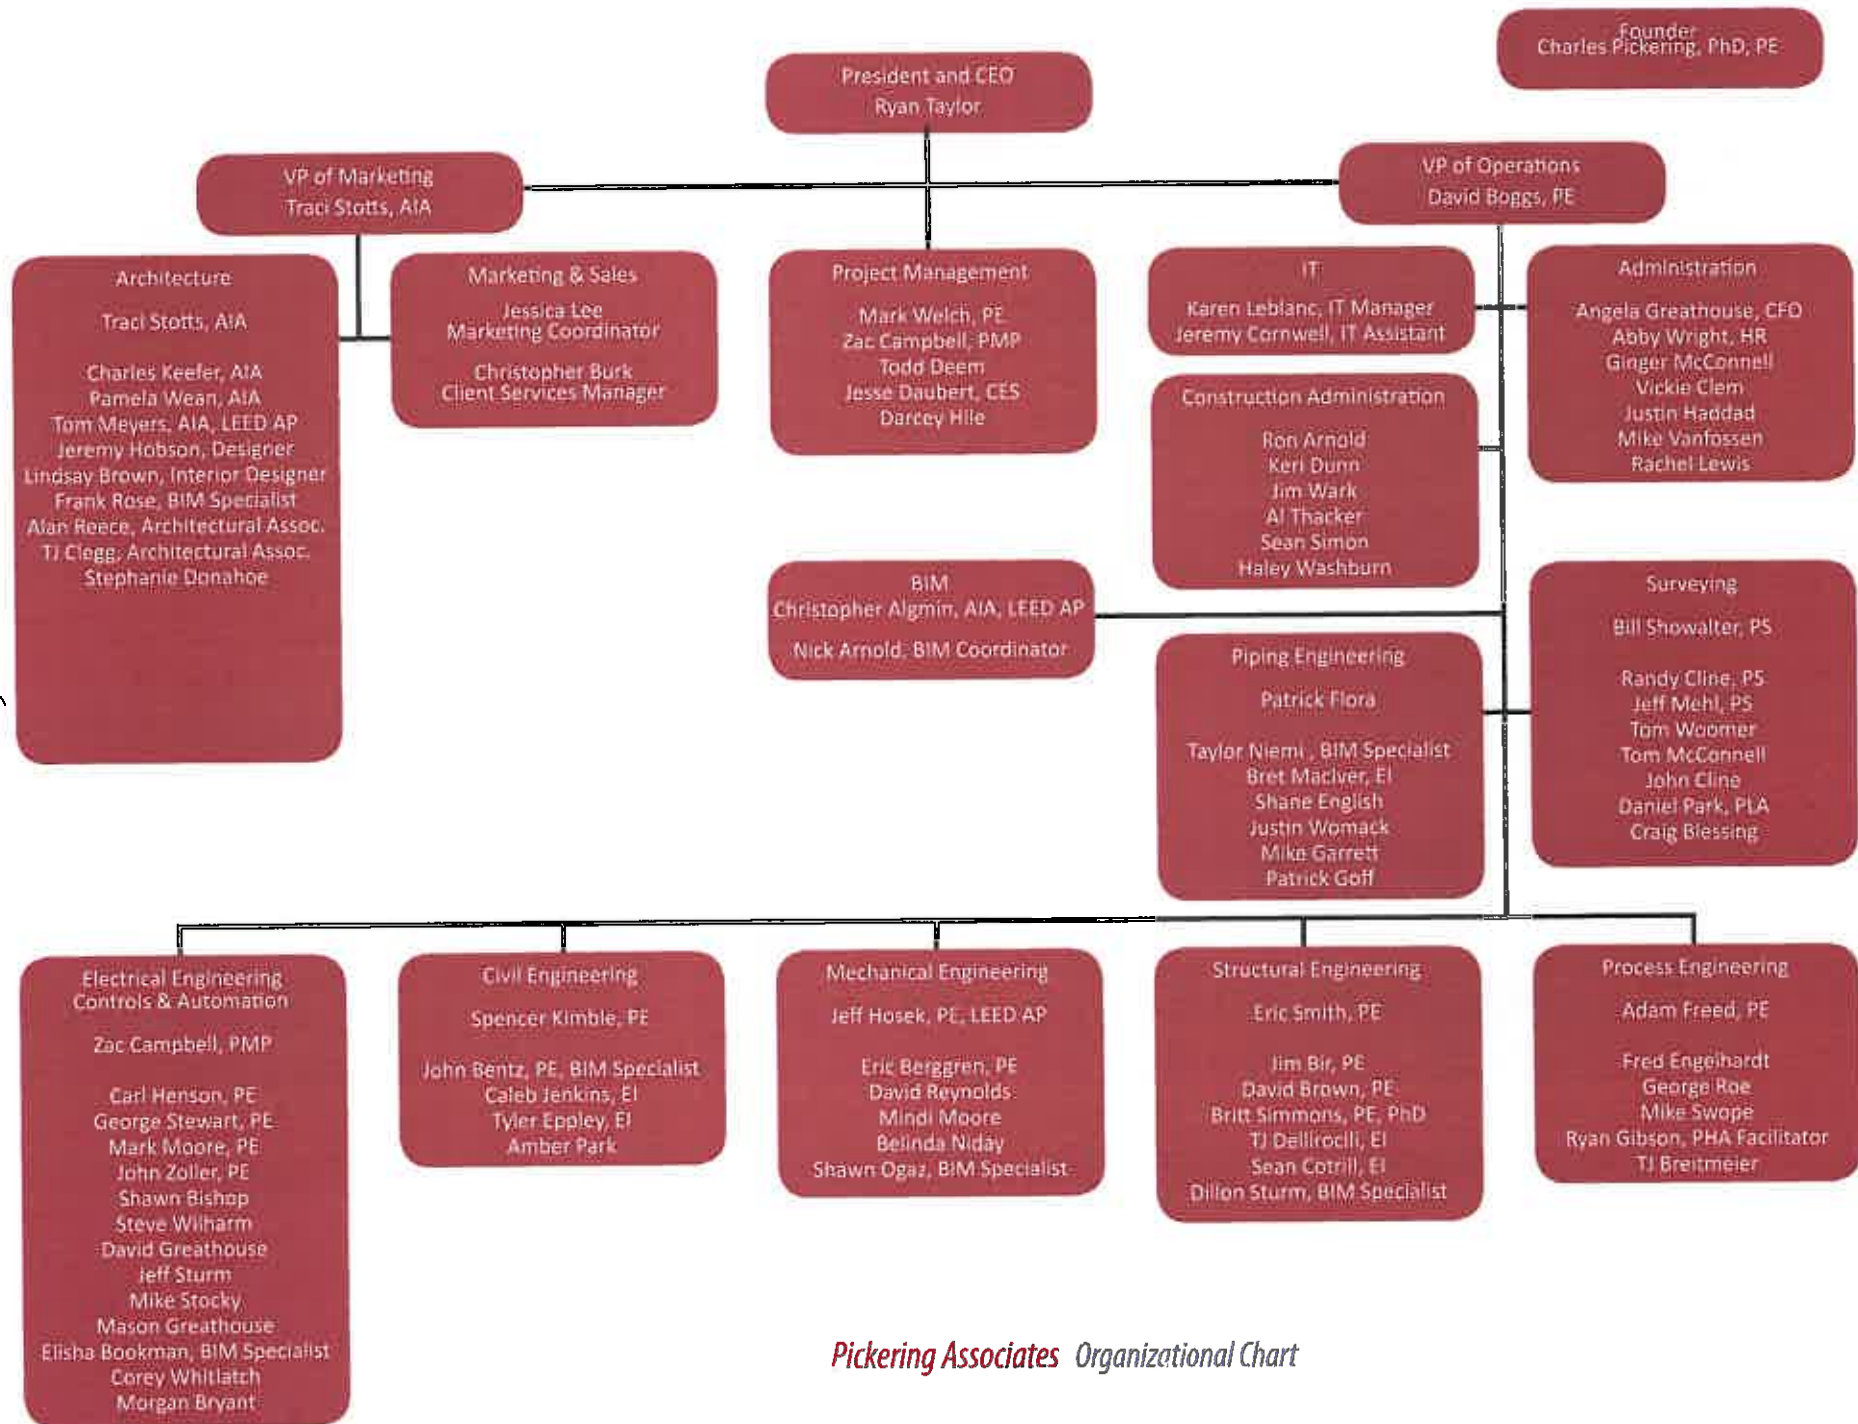 Founder
Charles Pickering, PhD, PE
President and CEO
Ryan Taylor
VP of Marketing
Traci Stotts, AIA
VP of Operations
David Boggs, PE
Architecture
Traci Stotts, AIA
Charles Keefer, AIA
Pamela Wean, AIA
Tom Meyers, AIA, LEED AP
Jeremy Hobson, Designer
Lindsay Brown, Interior Designer
Frank Rose, BIM Specialist
Alan Reece, Architectural Assoc.
TJ Clegg, Architectural Assoc.
Stephanie Donahoe
Marketing & Sales
Jessica Lee
Marketing Coordinator
Christopher Burk
Client Services Manager
Project Management
Mark Welch, PE
Zac Campbell, PMP
Todd Deem
Jesse Daubert, CES
Darcey Hile
IT
Karen Leblanc, IT Manager
Jeremy Cornwell, IT Assistant
Administration
Angela Greathouse, CFO
Abby Wright, HR
Ginger McConnell
Vickie Clem
Justin Haddad
Mike Vanfossen
Rachel Lewis
Construction Administration
Ron Arnold
Keri Dunn
Jim Wark
Al Thacker
Sean Simon
Haley Washburn
BIM
Christopher Algmin, AIA, LEED AP
Nick Arnold, BIM Coordinator
Surveying
Bill Showalter, PS
Randy Cline, PS
Jeff Mehl, PS
Tom Woomer
Tom McConnell
John Cline
Daniel Park, PLA
Craig Blessing
Piping Engineering
Patrick Flora
Taylor Niemi , BIM Specialist
Bret MacIver, EI
Shane English
Justin Womack
Mike Garrett
Patrick Goff
Electrical Engineering
Controls & Automation
Zac Campbell, PMP
Carl Henson, PE
George Stewart, PE
Mark Moore, PE
John Zoller, PE
Shawn Bishop
Steve Wilharm
David Greathouse
Jeff Sturm
Mike Stocky
Mason Greathouse
Elisha Bookman, BIM Specialist
Corey Whitlatch
Morgan Bryant
Civil Engineering
Spencer Kimble, PE
John Bentz, PE, BIM Specialist
Caleb Jenkins, EI
Tyler Eppley, EI
Amber Park
Mechanical Engineering
Jeff Hosek, PE, LEED AP
Eric Berggren, PE
David Reynolds
Mindi Moore
Belinda Niday
Shawn Ogaz, BIM Specialist
Structural Engineering
Eric Smith, PE
Jim Bir, PE
David Brown, PE
Britt Simmons, PE, PhD
TJ Dellirocili, EI
Sean Cotrill, EI
Dillon Sturm, BIM Specialist
Process Engineering
Adam Freed, PE
Fred Engelhardt
George Roe
Mike Swope
Ryan Gibson, PHA Facilitator
TJ Breitmeier
Pickering Associates Organizational Chart